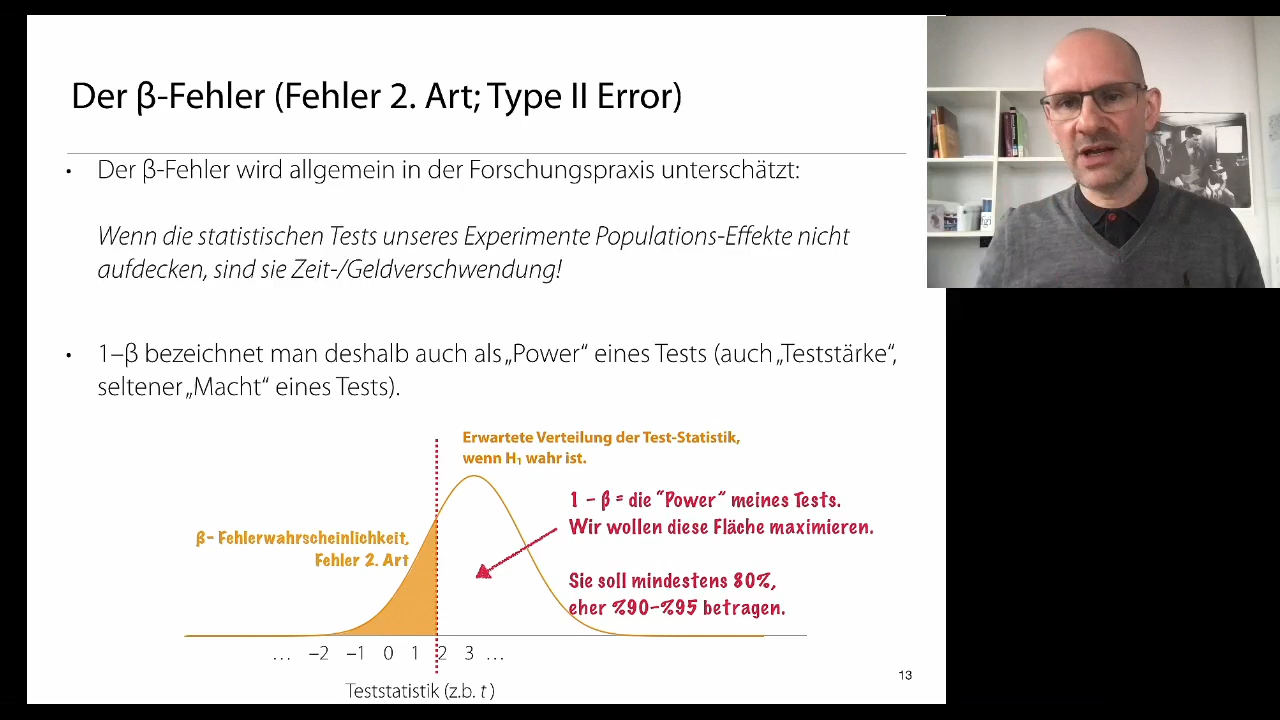 Der β-Fehler (Fehler 2. Art; Type II Error)
• Der β-Fehler wird allgemein in der Forschungspraxis unterschätzt:
Wenn die statistischen Tests unseres Experimente Populations-Effekte nicht
aufdecken, sind sie Zeit-/Geldverschwendung!
• 1–β bezeichnet man deshalb auch als „Power“ eines Tests (auch „Teststärke“,
seltener „Macht“ eines Tests).
Erwartete Verteilung der Test-Statistik,
wenn H₁ wahr ist.
1 – β = die “Power” meines Tests.
Wir wollen diese Fläche maximieren.
β- Fehlerwahrscheinlichkeit,
Fehler 2. Art
Sie soll mindestens 80%,
eher %90–%95 betragen.
… –2 –1 0 1 2 3 …
Teststatistik (z.b. t)
13